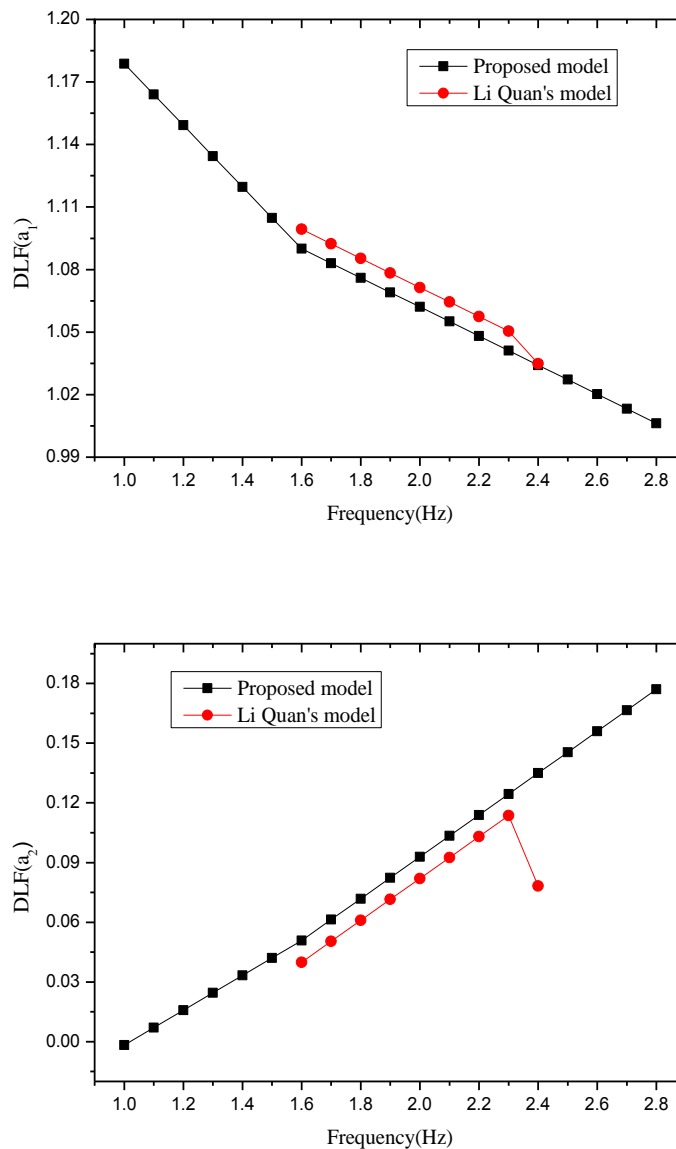 1.20
1.17
1.14
1.11
1.08
1.05
1.02
0.99
DLF(a₁)
Proposed model
Li Quan's model
1.0 1.2 1.4 1.6 1.8 2.0 2.2 2.4 2.6 2.8
Frequency(Hz)
0.18
0.15
0.12
0.09
0.06
0.03
0.00
DLF(a₂)
Proposed model
Li Quan's model
1.0 1.2 1.4 1.6 1.8 2.0 2.2 2.4 2.6 2.8
Frequency(Hz)